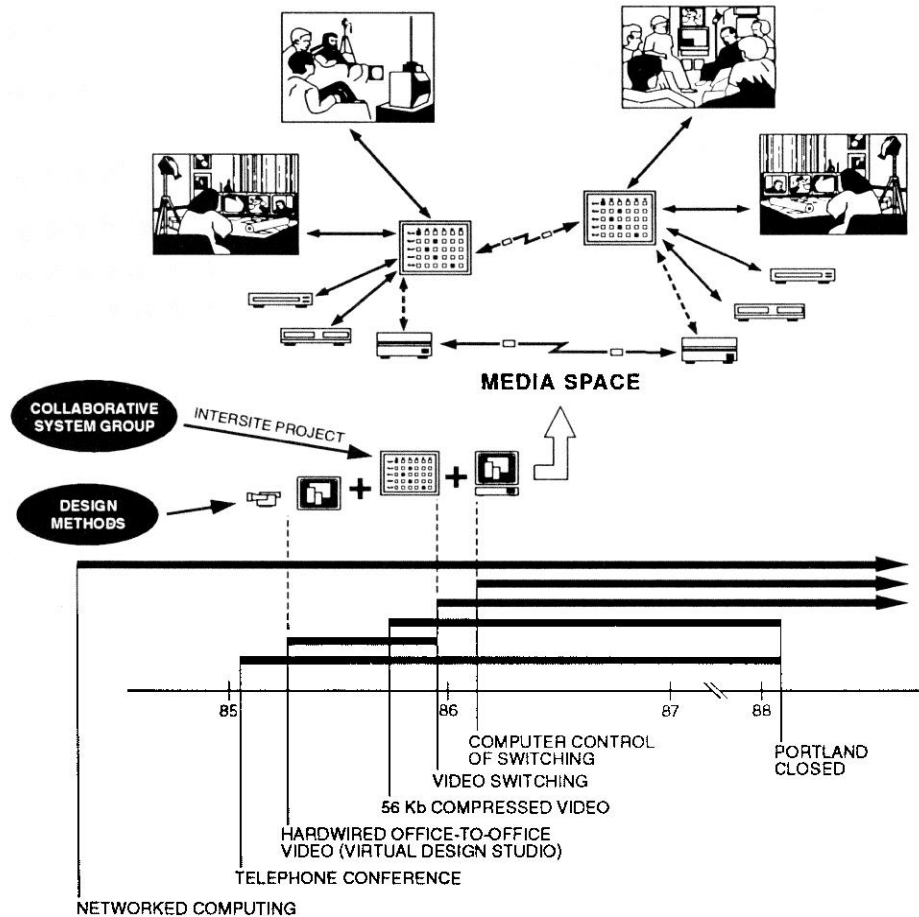 MEDIA SPACE
COLLABORATIVE
SYSTEM GROUP
INTERSITE PROJECT
DESIGN
METHODS
85
86
87
88
COMPUTER CONTROL
OF SWITCHING
PORTLAND
CLOSED
VIDEO SWITCHING
56 Kb COMPRESSED VIDEO
HARDWIRED OFFICE-TO-OFFICE
VIDEO (VIRTUAL DESIGN STUDIO)
TELEPHONE CONFERENCE
NETWORKED COMPUTING